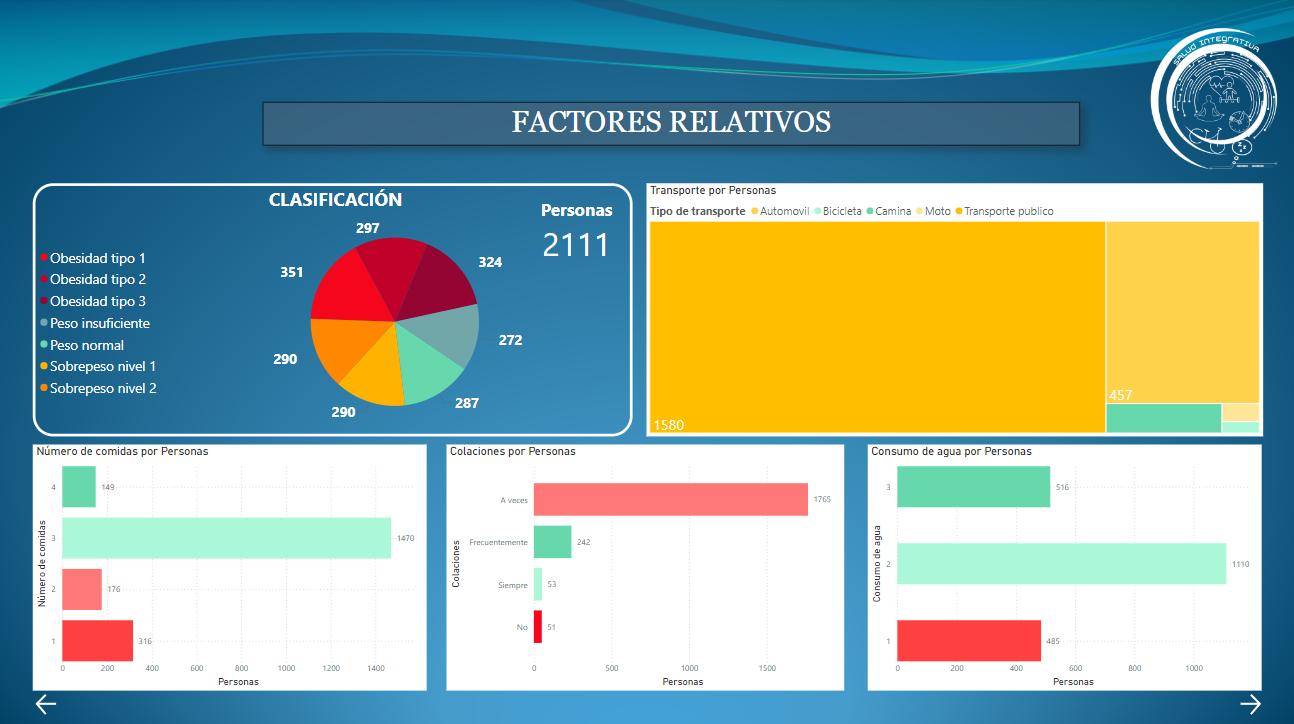 SALUD INTEGRATIVA
FACTORES RELATIVOS
CLASIFICACIÓN
Personas
2111
Obesidad tipo 1
Obesidad tipo 2
Obesidad tipo 3
Peso insuficiente
Peso normal
Sobrepeso nivel 1
Sobrepeso nivel 2
297
324
351
272
290
287
290
Transporte por Personas
Tipo de transporte Automovil Bicicleta Camina Moto Transporte publico
457
1580
Número de comidas por Personas
Número de comidas
4 149
3 1470
2 176
1 316
0 200 400 600 800 1000 1200 1400
Personas
Colaciones por Personas
Colaciones
A veces 1765
Frecuentemente 242
Siempre 53
No 51
0 500 1000 1500
Personas
Consumo de agua por Personas
Consumo de agua
3 516
2 1110
1 485
0 200 400 600 800 1000
Personas